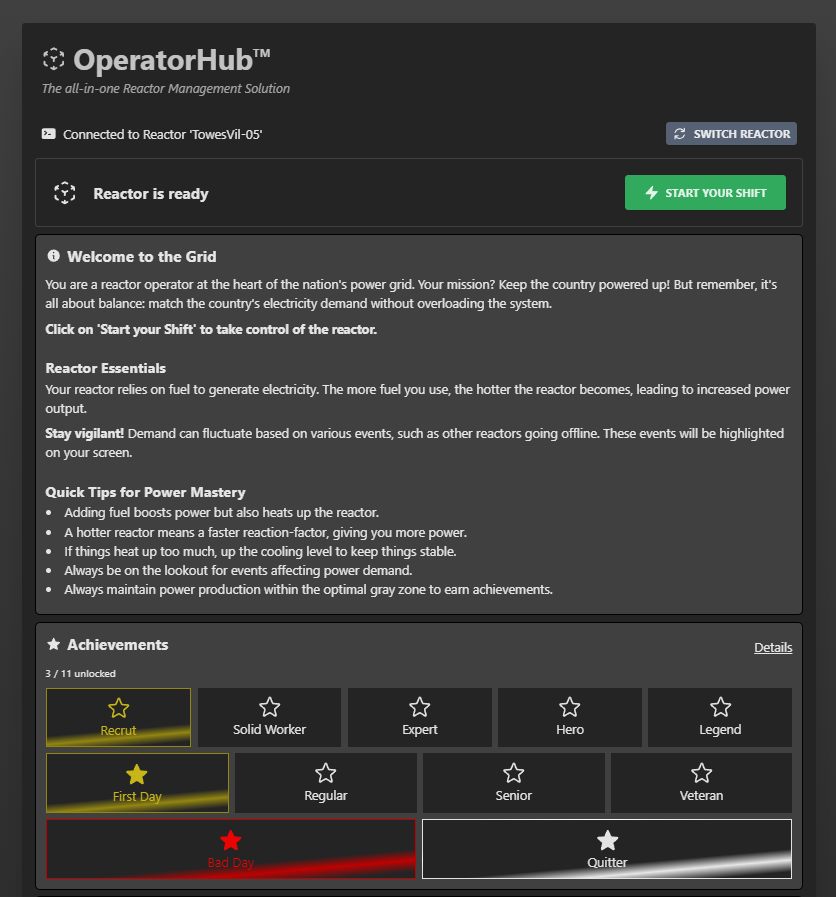 OperatorHub™
The all-in-one Reactor Management Solution
Connected to Reactor 'TowesVil-05'
SWITCH REACTOR
Reactor is ready
START YOUR SHIFT
Welcome to the Grid
You are a reactor operator at the heart of the nation's power grid. Your mission? Keep the country powered up! But remember, it's
all about balance: match the country's electricity demand without overloading the system.
Click on 'Start your Shift' to take control of the reactor.
Reactor Essentials
Your reactor relies on fuel to generate electricity. The more fuel you use, the hotter the reactor becomes, leading to increased power
output.
Stay vigilant! Demand can fluctuate based on various events, such as other reactors going offline. These events will be highlighted
on your screen.
Quick Tips for Power Mastery
• Adding fuel boosts power but also heats up the reactor.
• A hotter reactor means a faster reaction-factor, giving you more power.
• If things heat up too much, up the cooling level to keep things stable.
• Always be on the lookout for events affecting power demand.
• Always maintain power production within the optimal gray zone to earn achievements.
Achievements
Details
3 / 11 unlocked
Recrut
Solid Worker
Expert
Hero
Legend
First Day
Regular
Senior
Veteran
Bad Day
Quitter